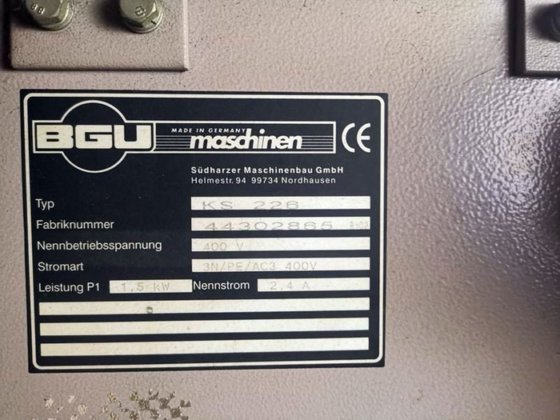 BGU MADE IN GERMANY maschinen CE
Südharzer Maschinenbau GmbH
Helmestr. 94 99734 Nordhausen
Typ KS 226
Fabriknummer 44302865
Nennbetriebsspannung 400 V
Stromart 3N/PE/AC3 400V
Leistung P1 1,5 kW Nennstrom 2,4 A